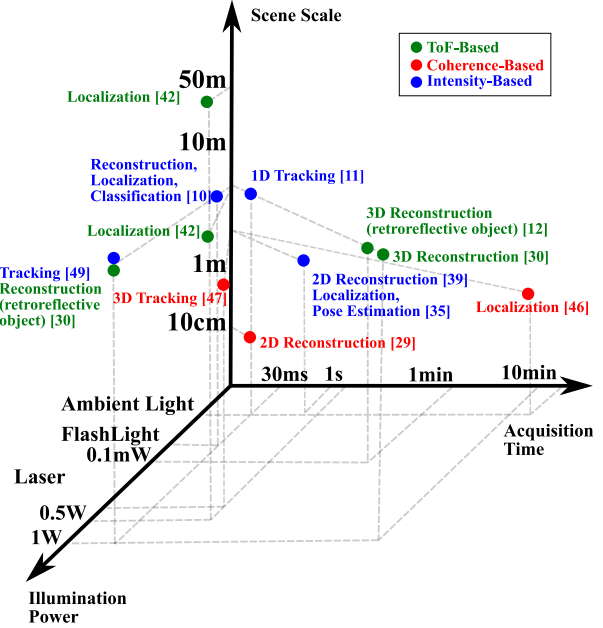 Scene Scale
ToF-Based
Coherence-Based
Intensity-Based
50m
Localization [42]
10m
Reconstruction,
Localization,
Classification [10]
1D Tracking [11]
3D Reconstruction
(retroreflective object) [12]
Localization [42]
3D Reconstruction [30]
1m
Tracking [49]
Reconstruction
(retroreflective
object) [30]
3D Tracking [47]
2D Reconstruction [39]
Localization,
Pose Estimation [35]
Localization [46]
10cm
2D Reconstruction [29]
30ms
1s
1min
10min
Ambient Light
FlashLight
0.1mW
Acquisition
Time
Laser
0.5W
1W
Illumination
Power